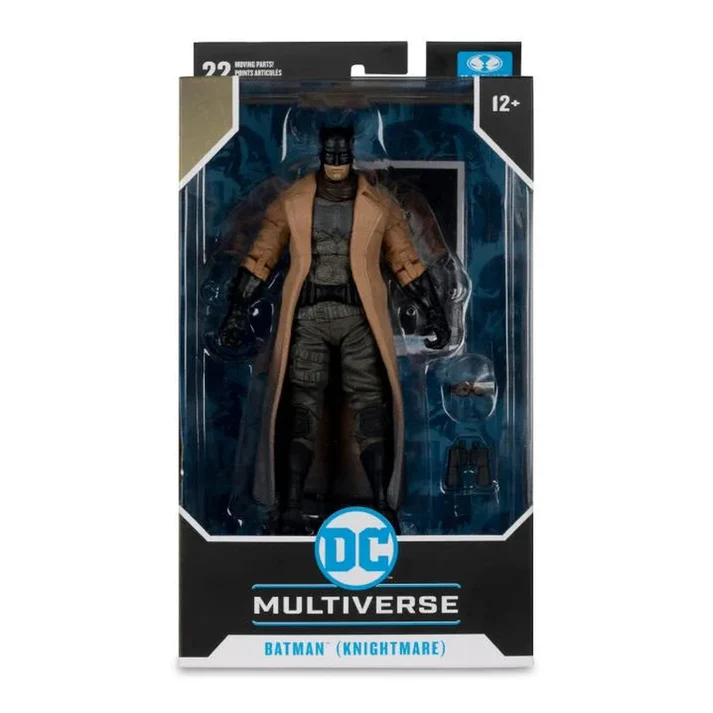 22 MOVING PARTS!
POINTS ARTICULÉS
12+
DC
MULTIVERSE
BATMAN™ (KNIGHTMARE)